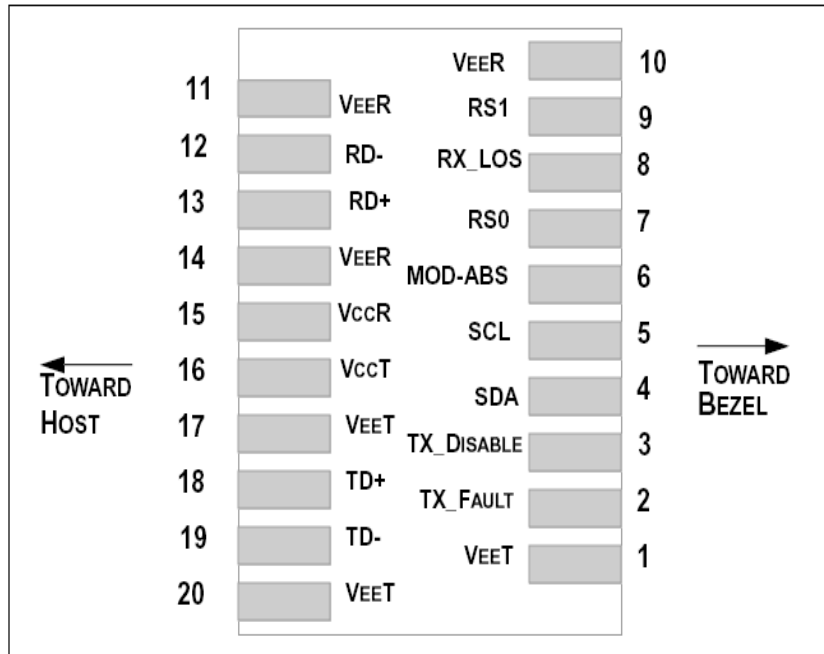 VEER 10
11 VEER
RS1 9
12 RD-
RX_LOS 8
13 RD+
RS0 7
14 VEER
MOD-ABS 6
15 VCCR
SCL 5
16 VCCT
SDA 4
17 VEET
TX_DISABLE 3
18 TD+
TX_FAULT 2
19 TD-
VEET 1
20 VEET
TOWARD
HOST
TOWARD
BEZEL